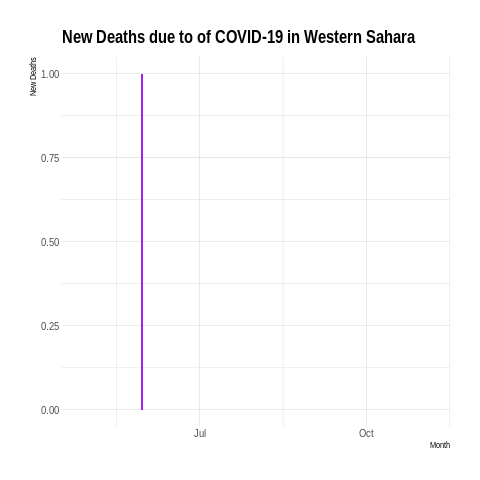 New Deaths due to of COVID-19 in Western Sahara
New Deaths
1.00
0.75
0.50
0.25
0.00
Jul
Oct
Month